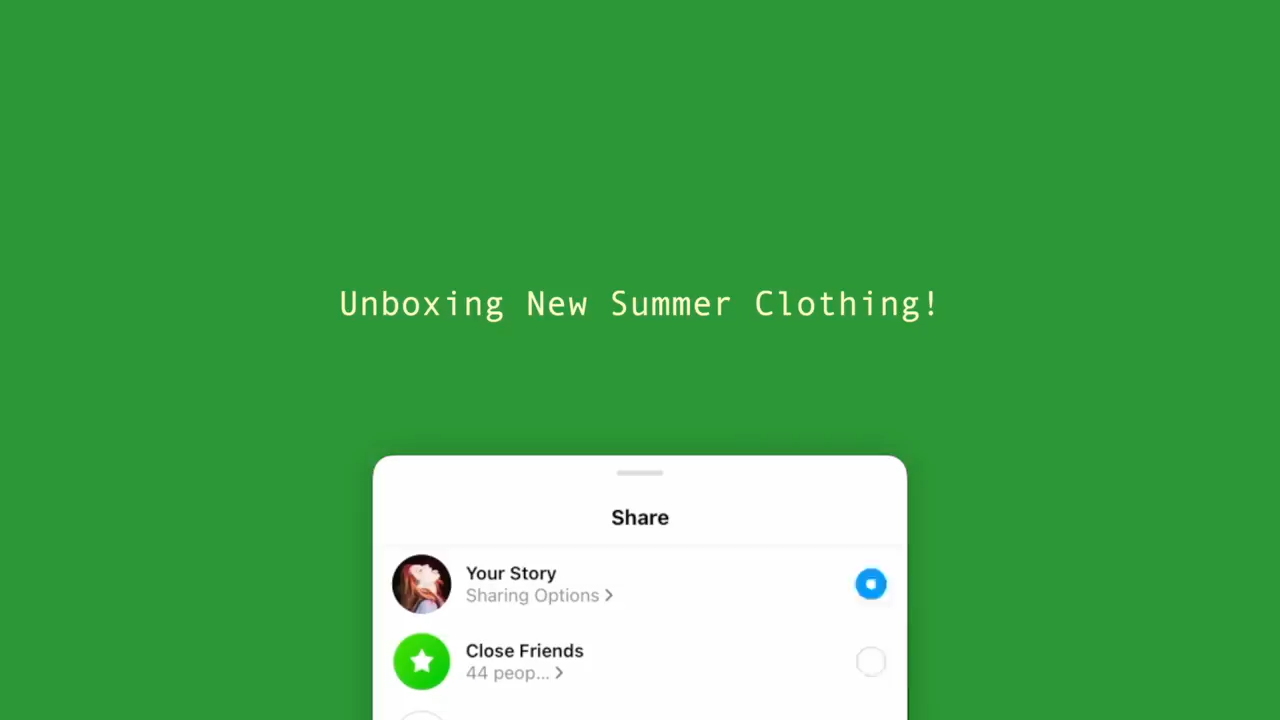 Unboxing New Summer Clothing!
Share
Your Story
Sharing Options >
Close Friends
44 peop... >